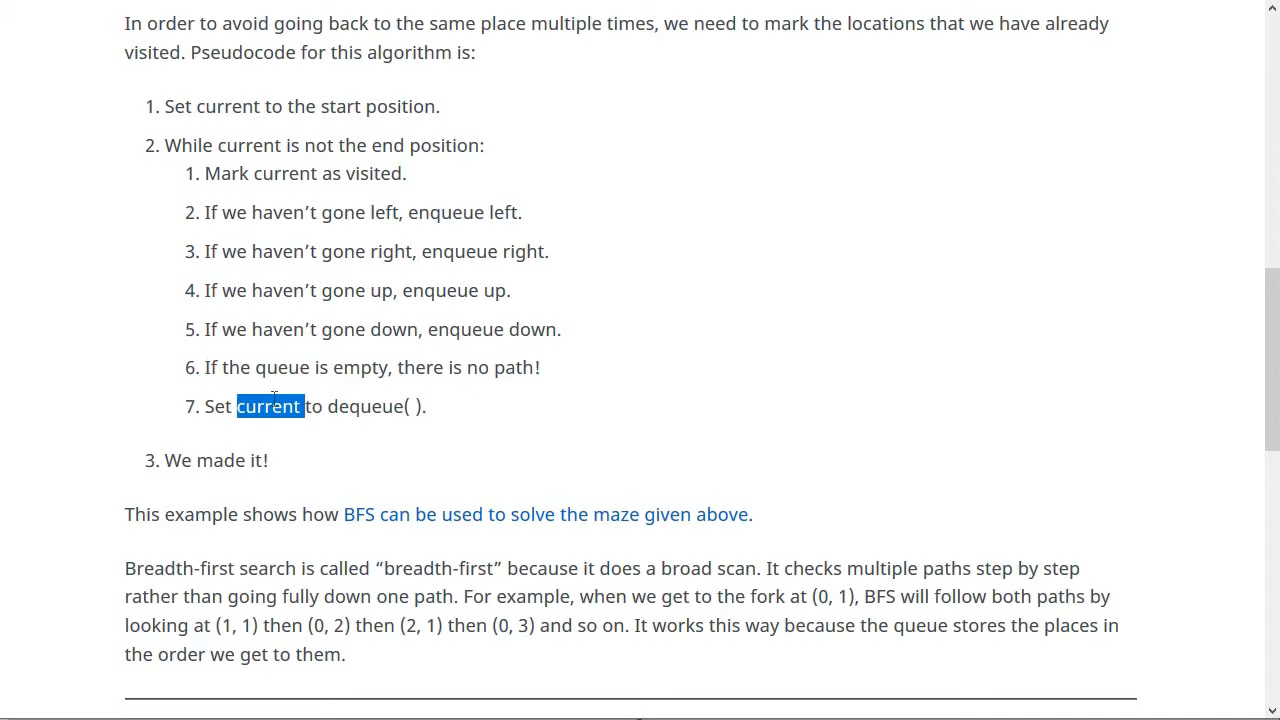 In order to avoid going back to the same place multiple times, we need to mark the locations that we have already
visited. Pseudocode for this algorithm is:
1. Set current to the start position.
2. While current is not the end position:
1. Mark current as visited.
2. If we haven’t gone left, enqueue left.
3. If we haven’t gone right, enqueue right.
4. If we haven’t gone up, enqueue up.
5. If we haven’t gone down, enqueue down.
6. If the queue is empty, there is no path!
7. Set current to dequeue( ).
3. We made it!
This example shows how BFS can be used to solve the maze given above.
Breadth-first search is called “breadth-first” because it does a broad scan. It checks multiple paths step by step
rather than going fully down one path. For example, when we get to the fork at (0, 1), BFS will follow both paths by
looking at (1, 1) then (0, 2) then (2, 1) then (0, 3) and so on. It works this way because the queue stores the places in
the order we get to them.